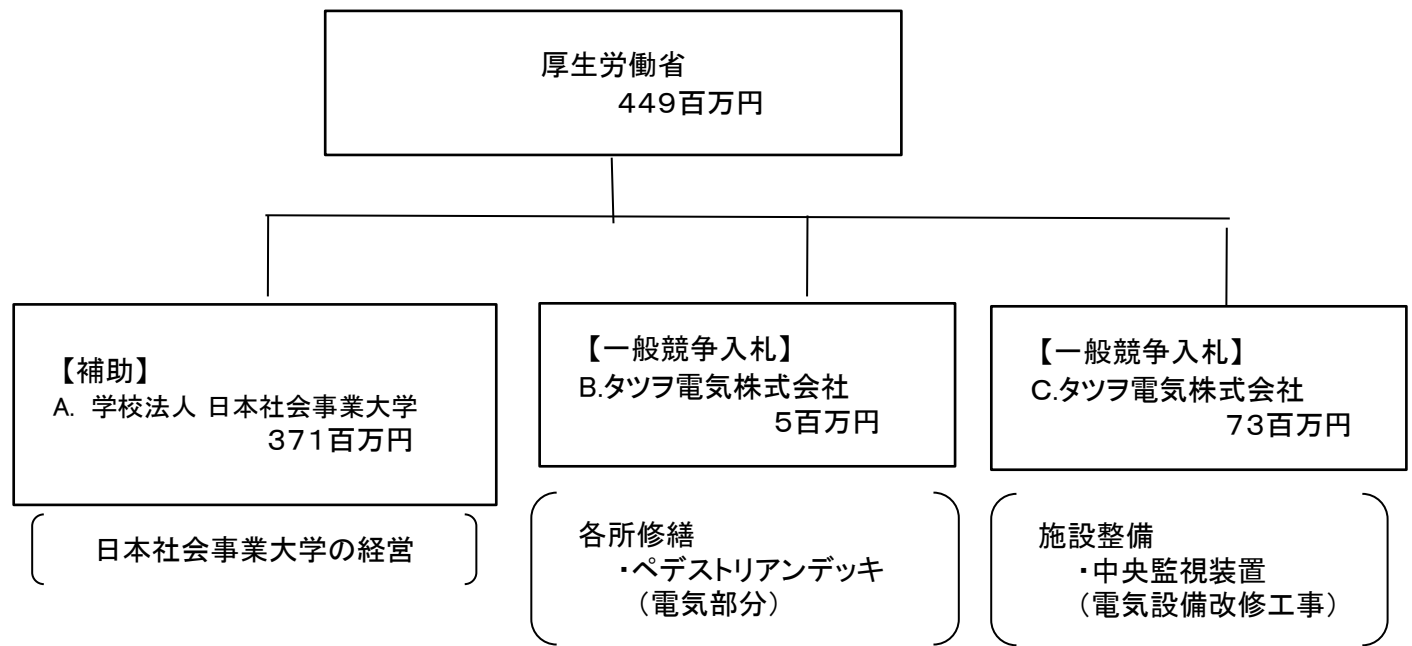 厚生労働省
449百万円
【補助】
A. 学校法人 日本社会事業大学
371百万円
日本社会事業大学の経営
【一般競争入札】
B.タツヲ電気株式会社
5百万円
各所修繕
・ペデストリアンデッキ
（電気部分）
【一般競争入札】
C.タツヲ電気株式会社
73百万円
施設整備
・中央監視装置
（電気設備改修工事）